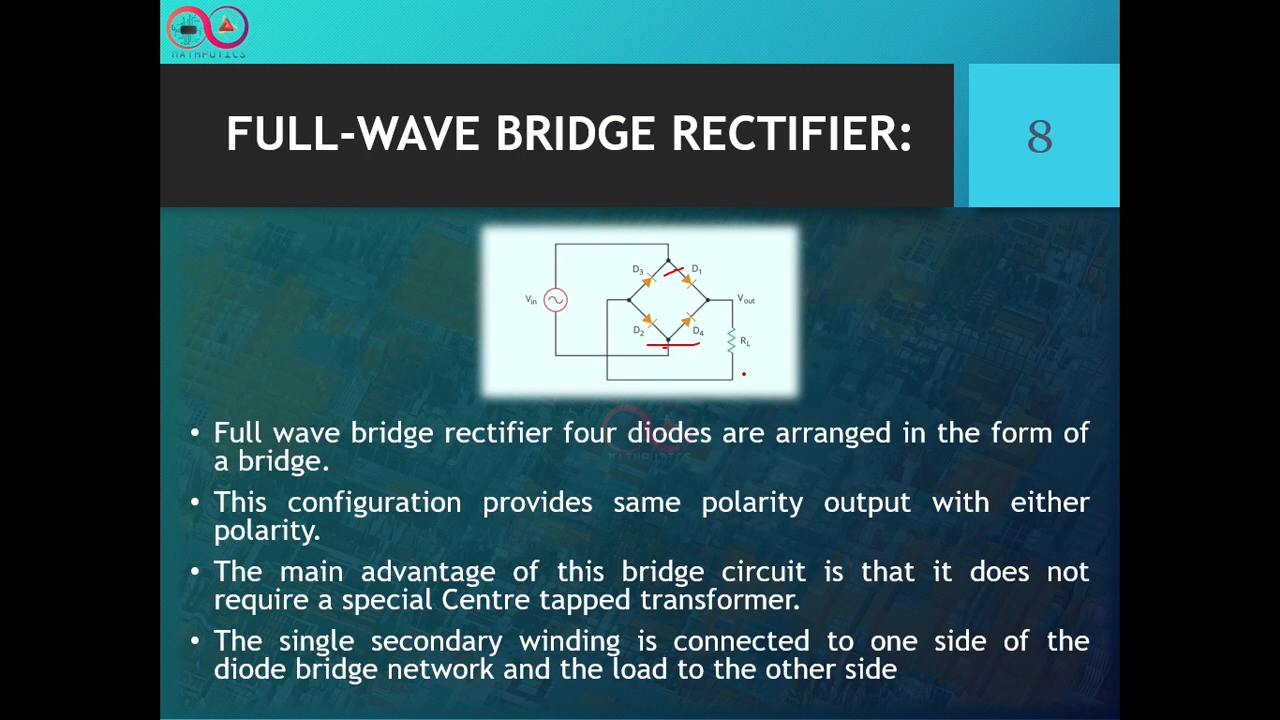 MATHPUTICS
FULL-WAVE BRIDGE RECTIFIER:
8
D3
D1
Vin
Vout
D2
D4
RL
• Full wave bridge rectifier four diodes are arranged in the form of
a bridge.
• This configuration provides same polarity output with either
polarity.
• The main advantage of this bridge circuit is that it does not
require a special Centre tapped transformer.
• The single secondary winding is connected to one side of the
diode bridge network and the load to the other side
MATHPUTICS